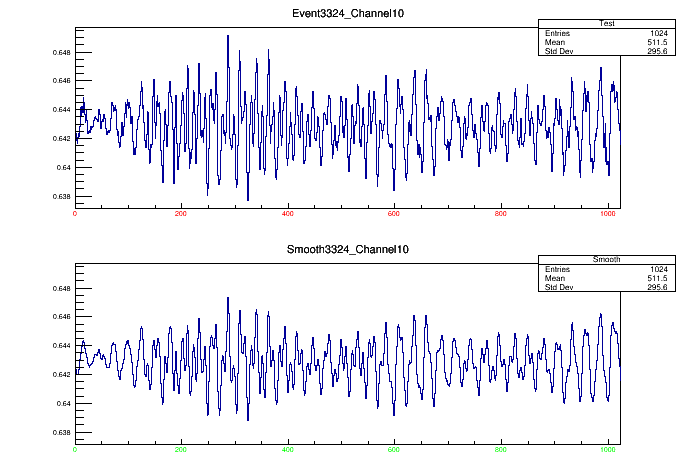 Event3324_Channel10
Test
Entries 1024
Mean 511.5
Std Dev 295.6
0.648
0.646
0.644
0.642
0.64
0.638
0 200 400 600 800 1000
Smooth3324_Channel10
Smooth
Entries 1024
Mean 511.5
Std Dev 295.6
0.648
0.646
0.644
0.642
0.64
0.638
0 200 400 600 800 1000